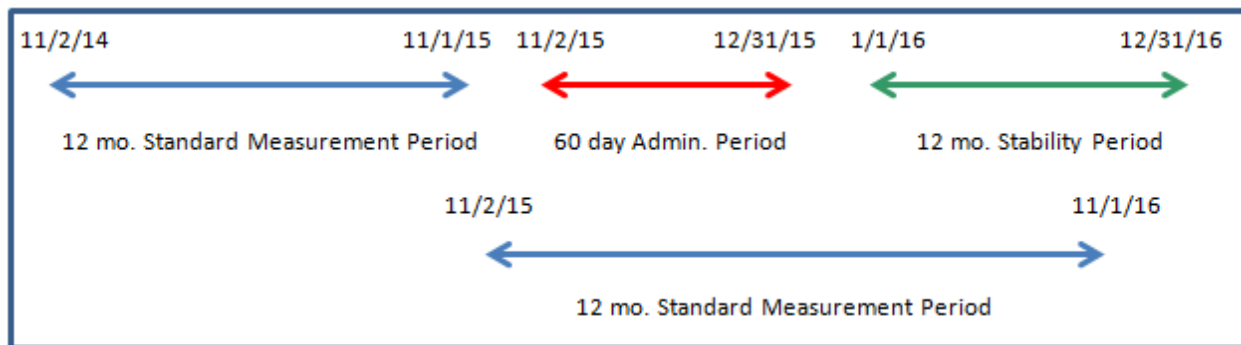 11/2/14 11/1/15 11/2/15 12/31/15 1/1/16 12/31/16
12 mo. Standard Measurement Period 60 day Admin. Period 12 mo. Stability Period
11/2/15 11/1/16
12 mo. Standard Measurement Period